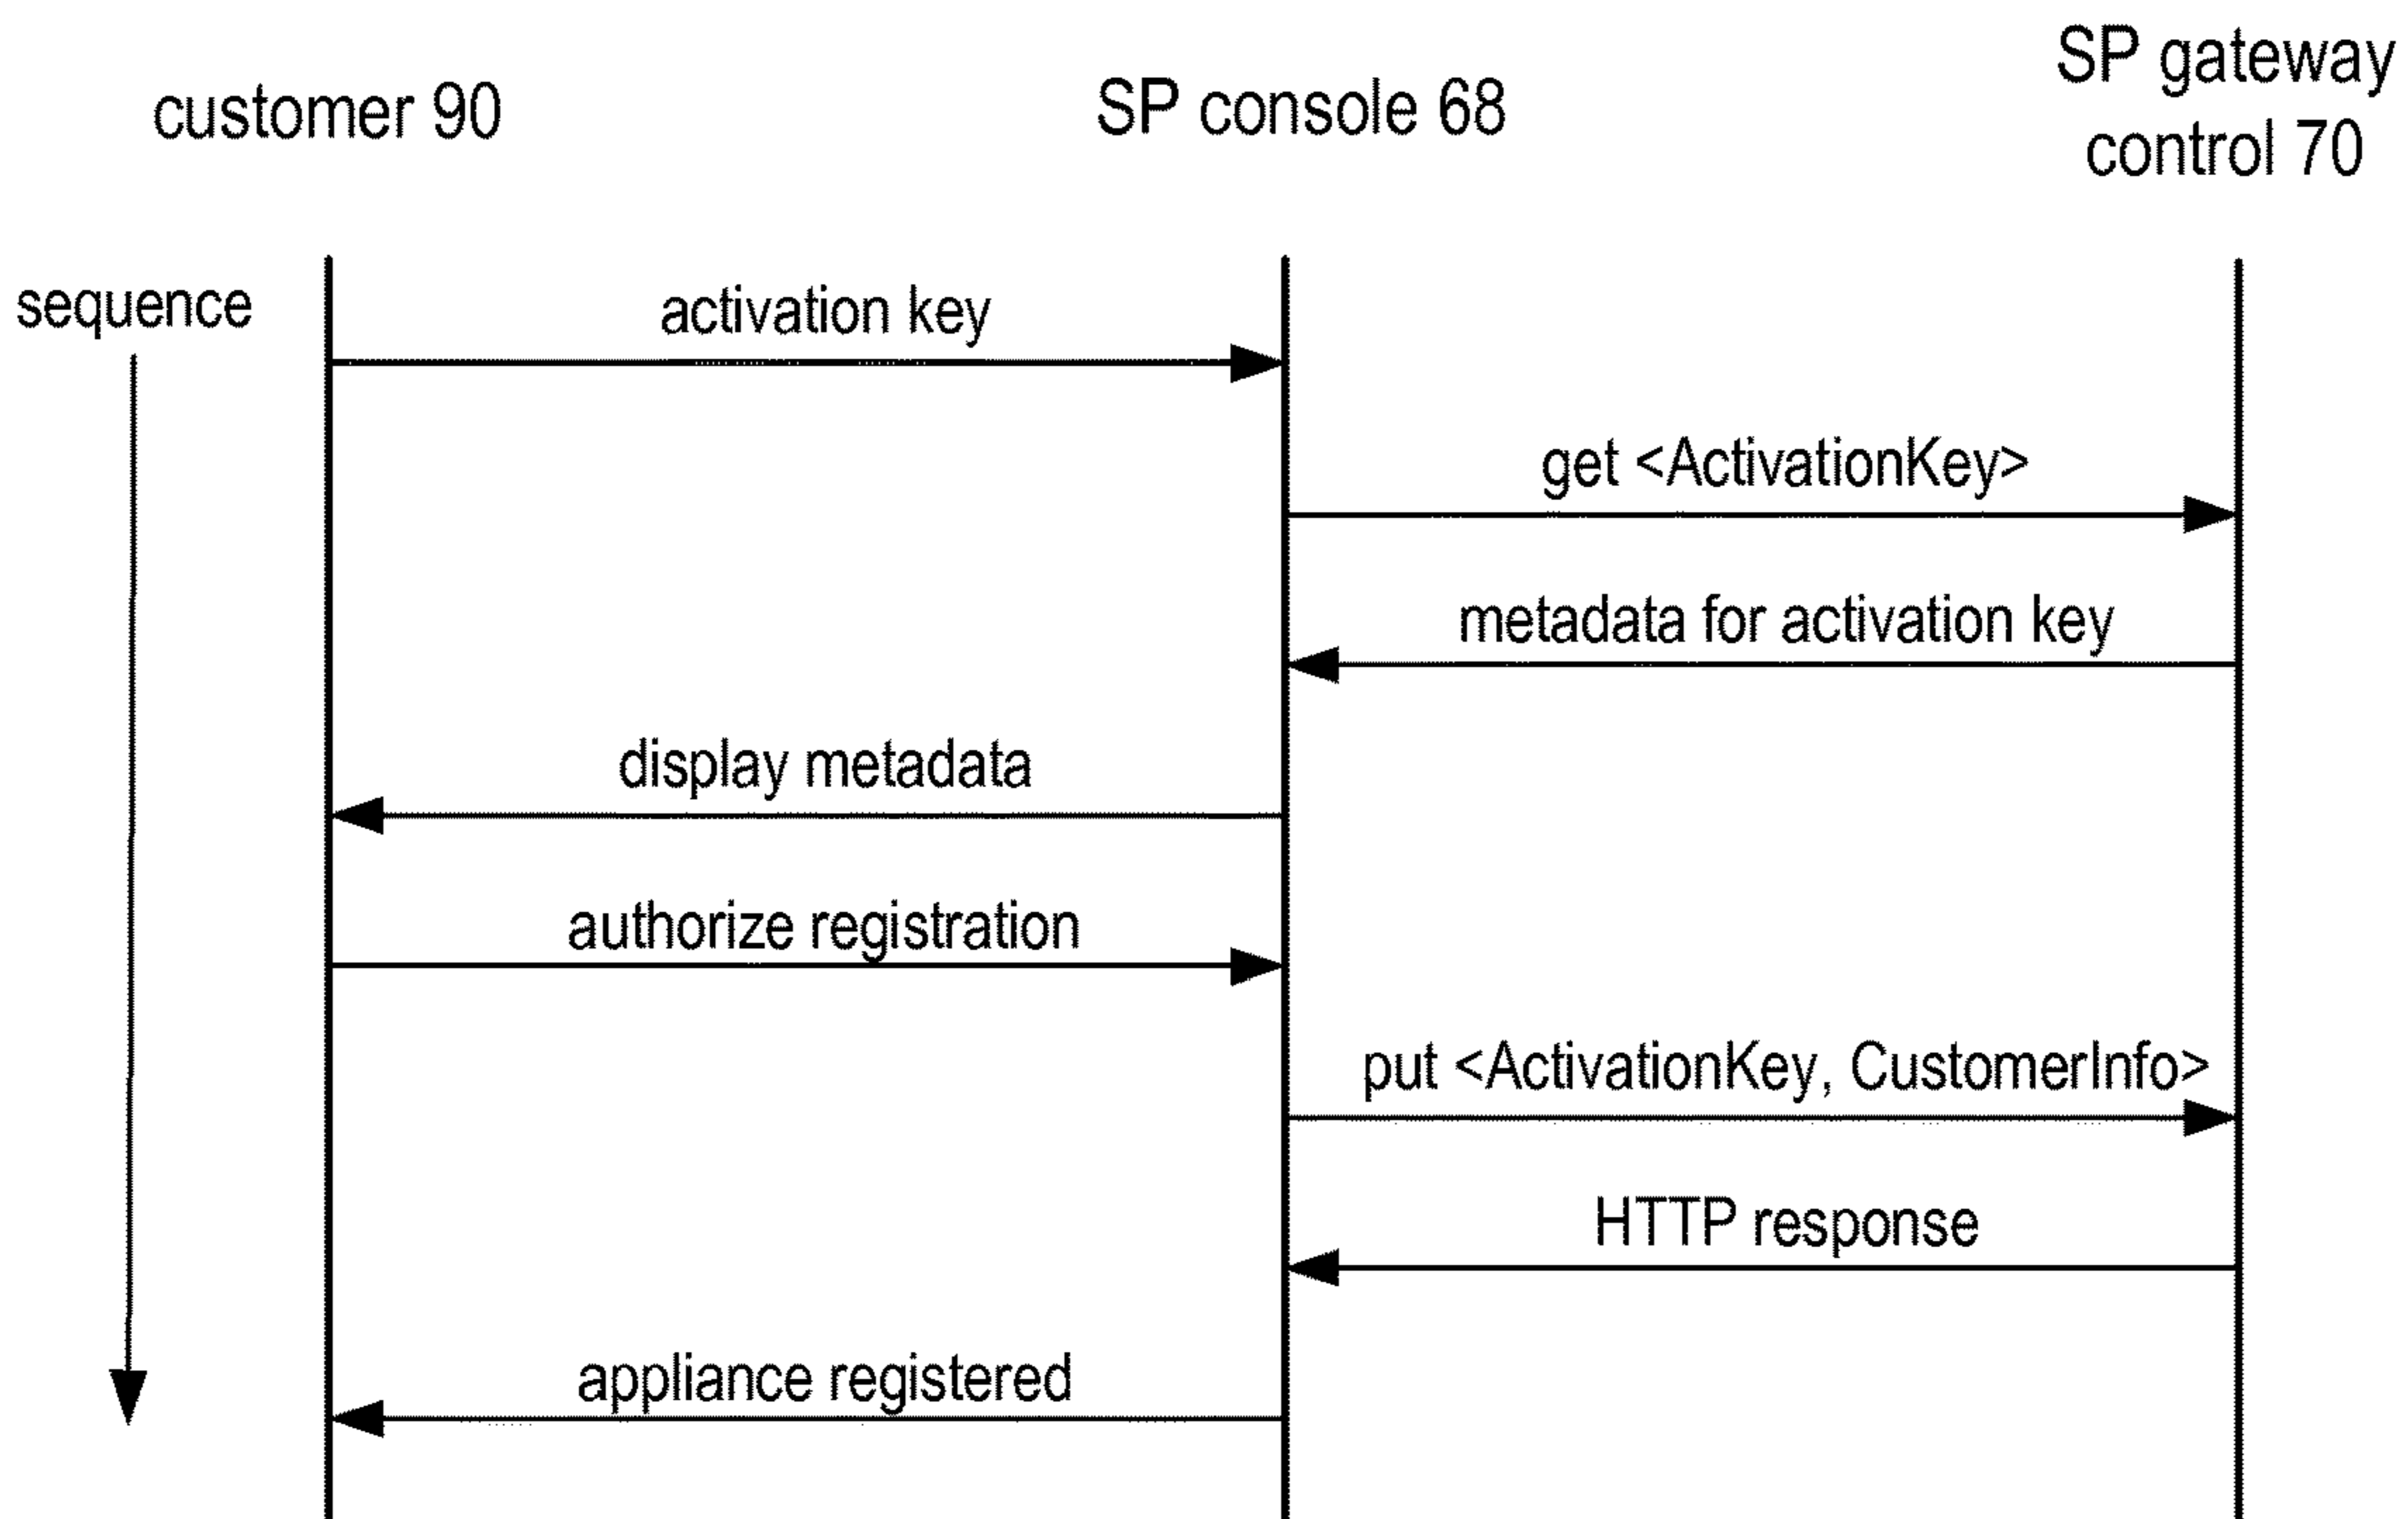 customer 90
SP console 68
SP gateway
control 70
sequence
activation key
get <ActivationKey>
metadata for activation key
display metadata
authorize registration
put <ActivationKey, CustomerInfo>
HTTP response
appliance registered